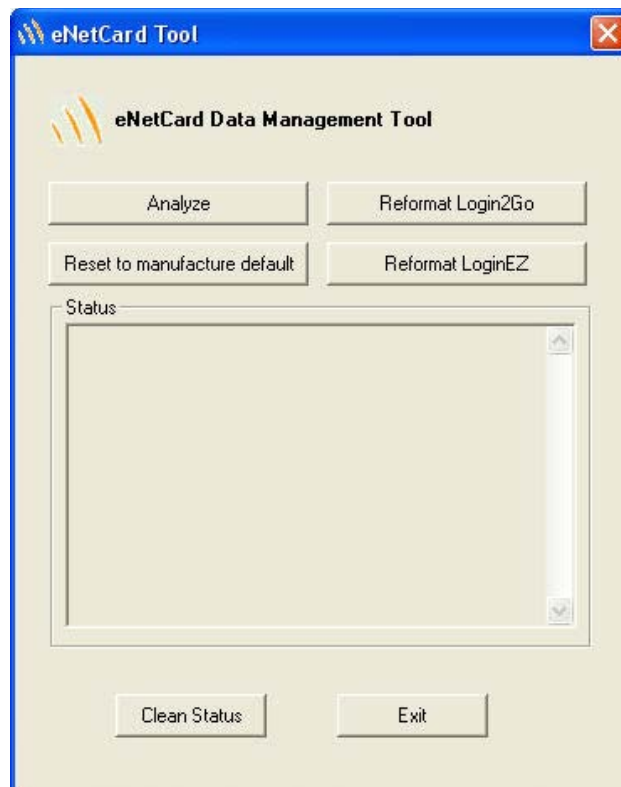 eNetCard Tool
eNetCard Data Management Tool
Analyze
Reformat Login2Go
Reset to manufacture default
Reformat LoginEZ
Status
Clean Status
Exit